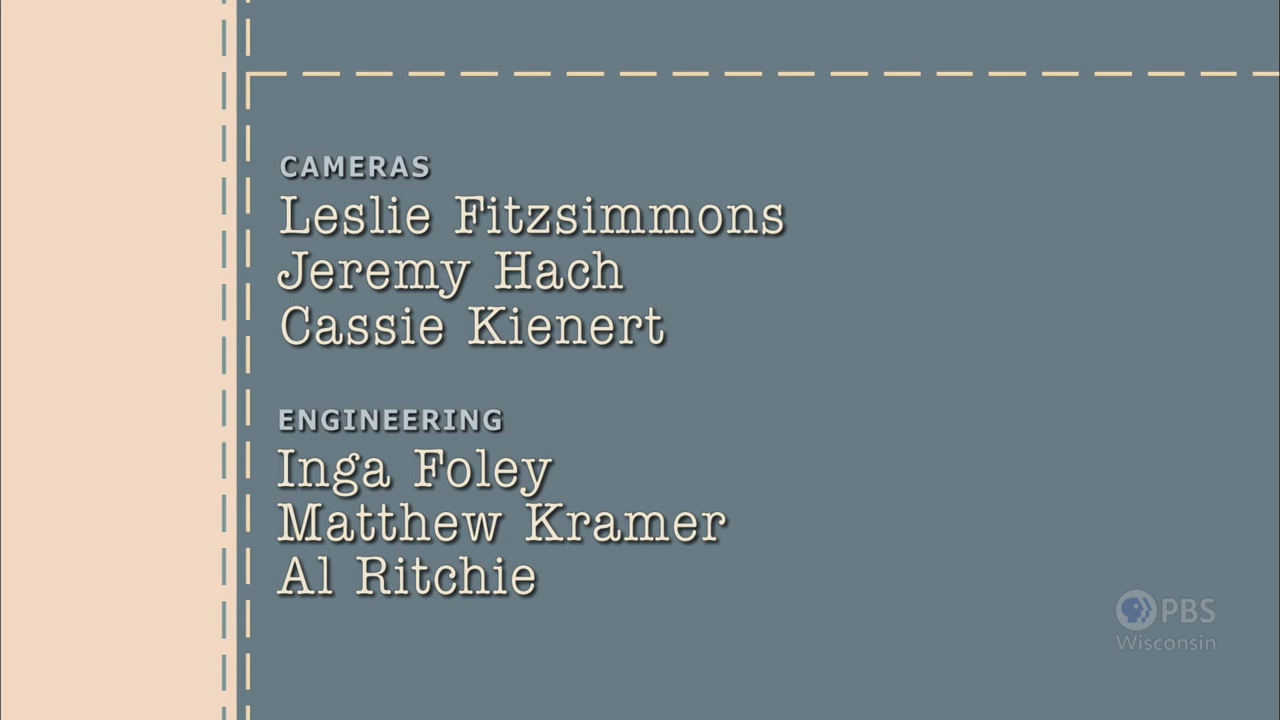 CAMERAS
Leslie Fitzsimmons
Jeremy Hach
Cassie Kienert
ENGINEERING
Inga Foley
Matthew Kramer
Al Ritchie
PBS
Wisconsin